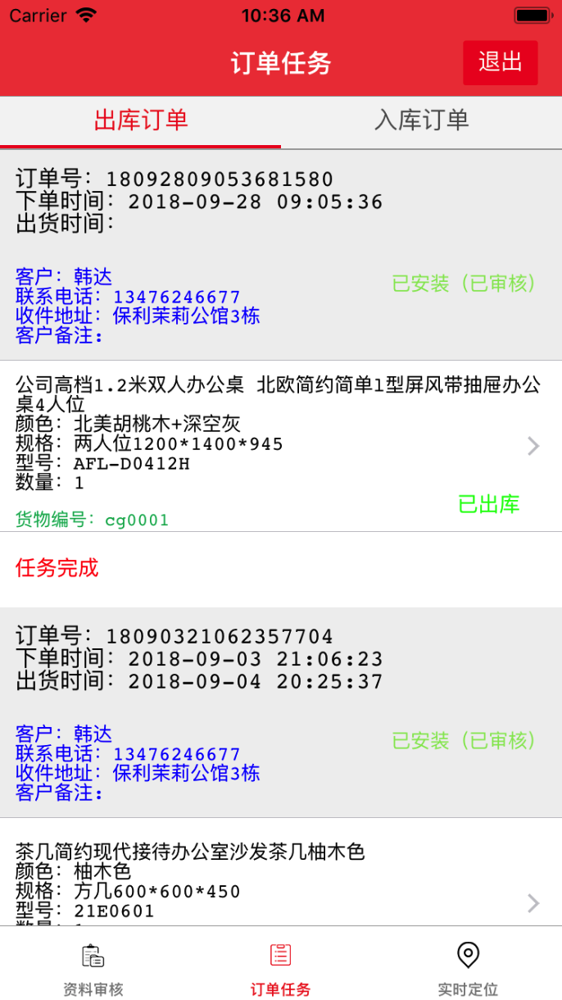 Carrier 10:36 AM
订单任务 退出
出库订单 入库订单
订单号：18092809053681580
下单时间：2018-09-28 09:05:36
出货时间：
客户：韩达
已安装（已审核）
联系电话：13476246677
收件地址：保利茉莉公馆3栋
客户备注：
公司高档1.2米双人办公桌 北欧简约简单1型屏风带抽屉办公
桌4人位
颜色：北美胡桃木+深空灰
规格：两人位1200*1400*945
型号：AFL-D0412H
数量：1
已出库
货物编号：cg0001
任务完成
订单号：18090321062357704
下单时间：2018-09-03 21:06:23
出货时间：2018-09-04 20:25:37
客户：韩达
已安装（已审核）
联系电话：13476246677
收件地址：保利茉莉公馆3栋
客户备注：
茶几简约现代接待办公室沙发茶几柚木色
颜色：柚木色
规格：方几600*600*450
型号：21E0601
资料审核 订单任务 实时定位